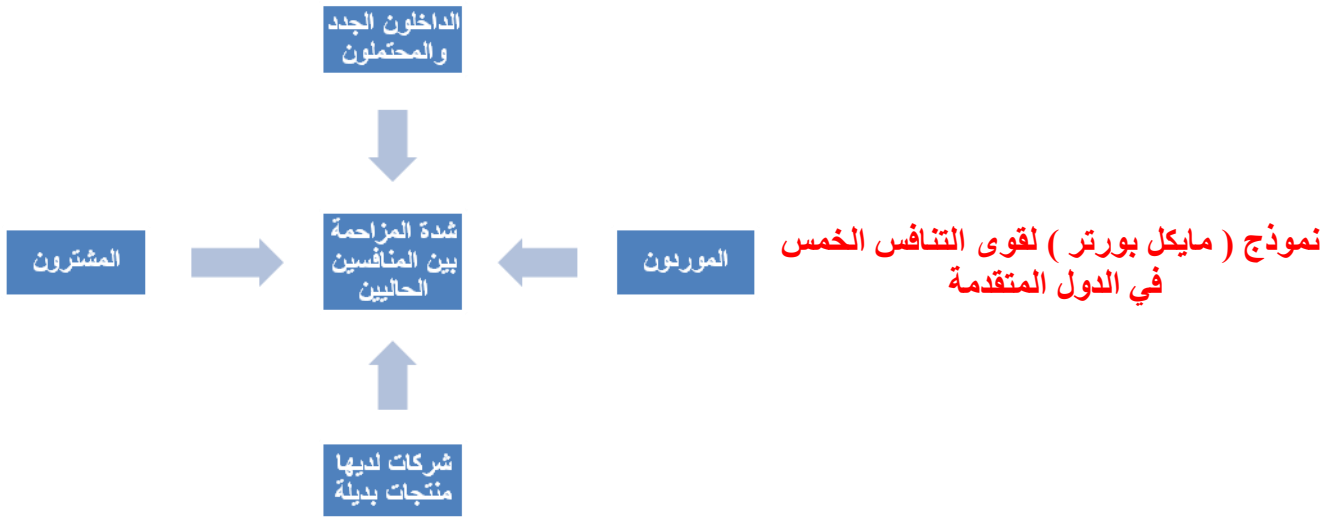 الداخلون الجدد
والمحتملون
نموذج ( مايكل بورتر ) لقوى التنافس الخمس
في الدول المتقدمة
الموردون
شدة المزاحمة
بين المنافسين
الحاليين
المشترون
شركات لديها
منتجات بديلة